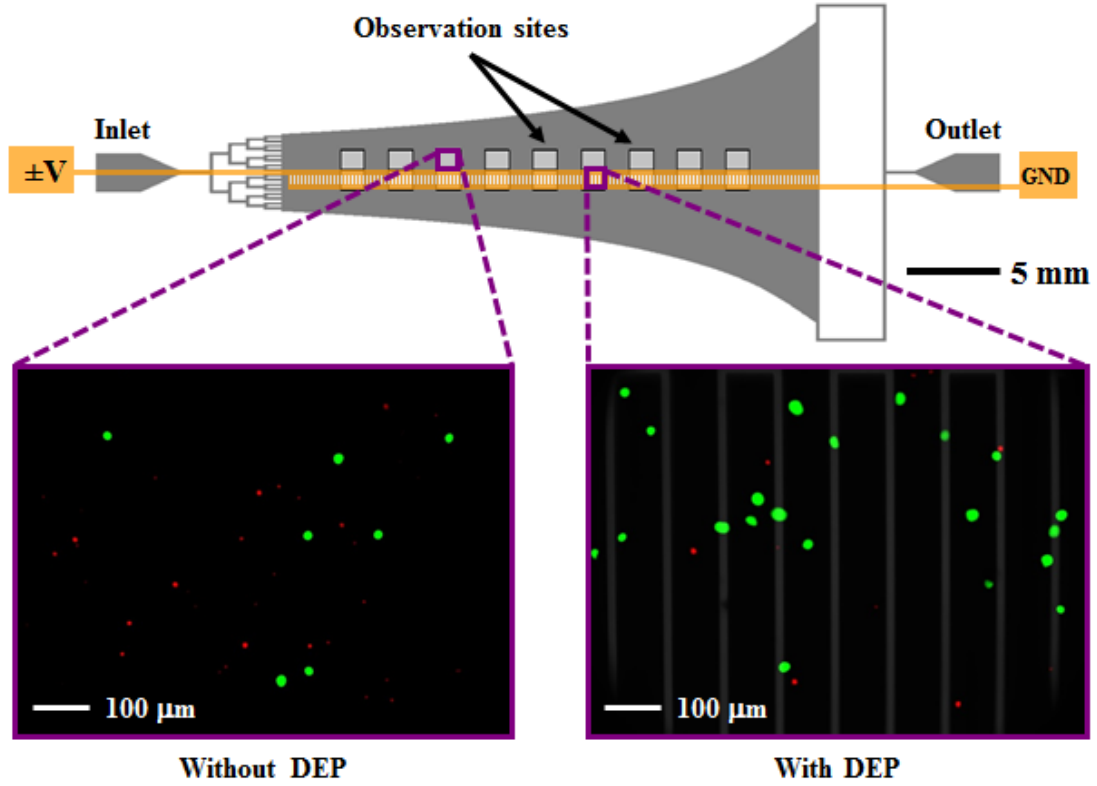 Observation sites
Inlet
Outlet
±V
GND
5 mm
100 µm
100 µm
Without DEP
With DEP